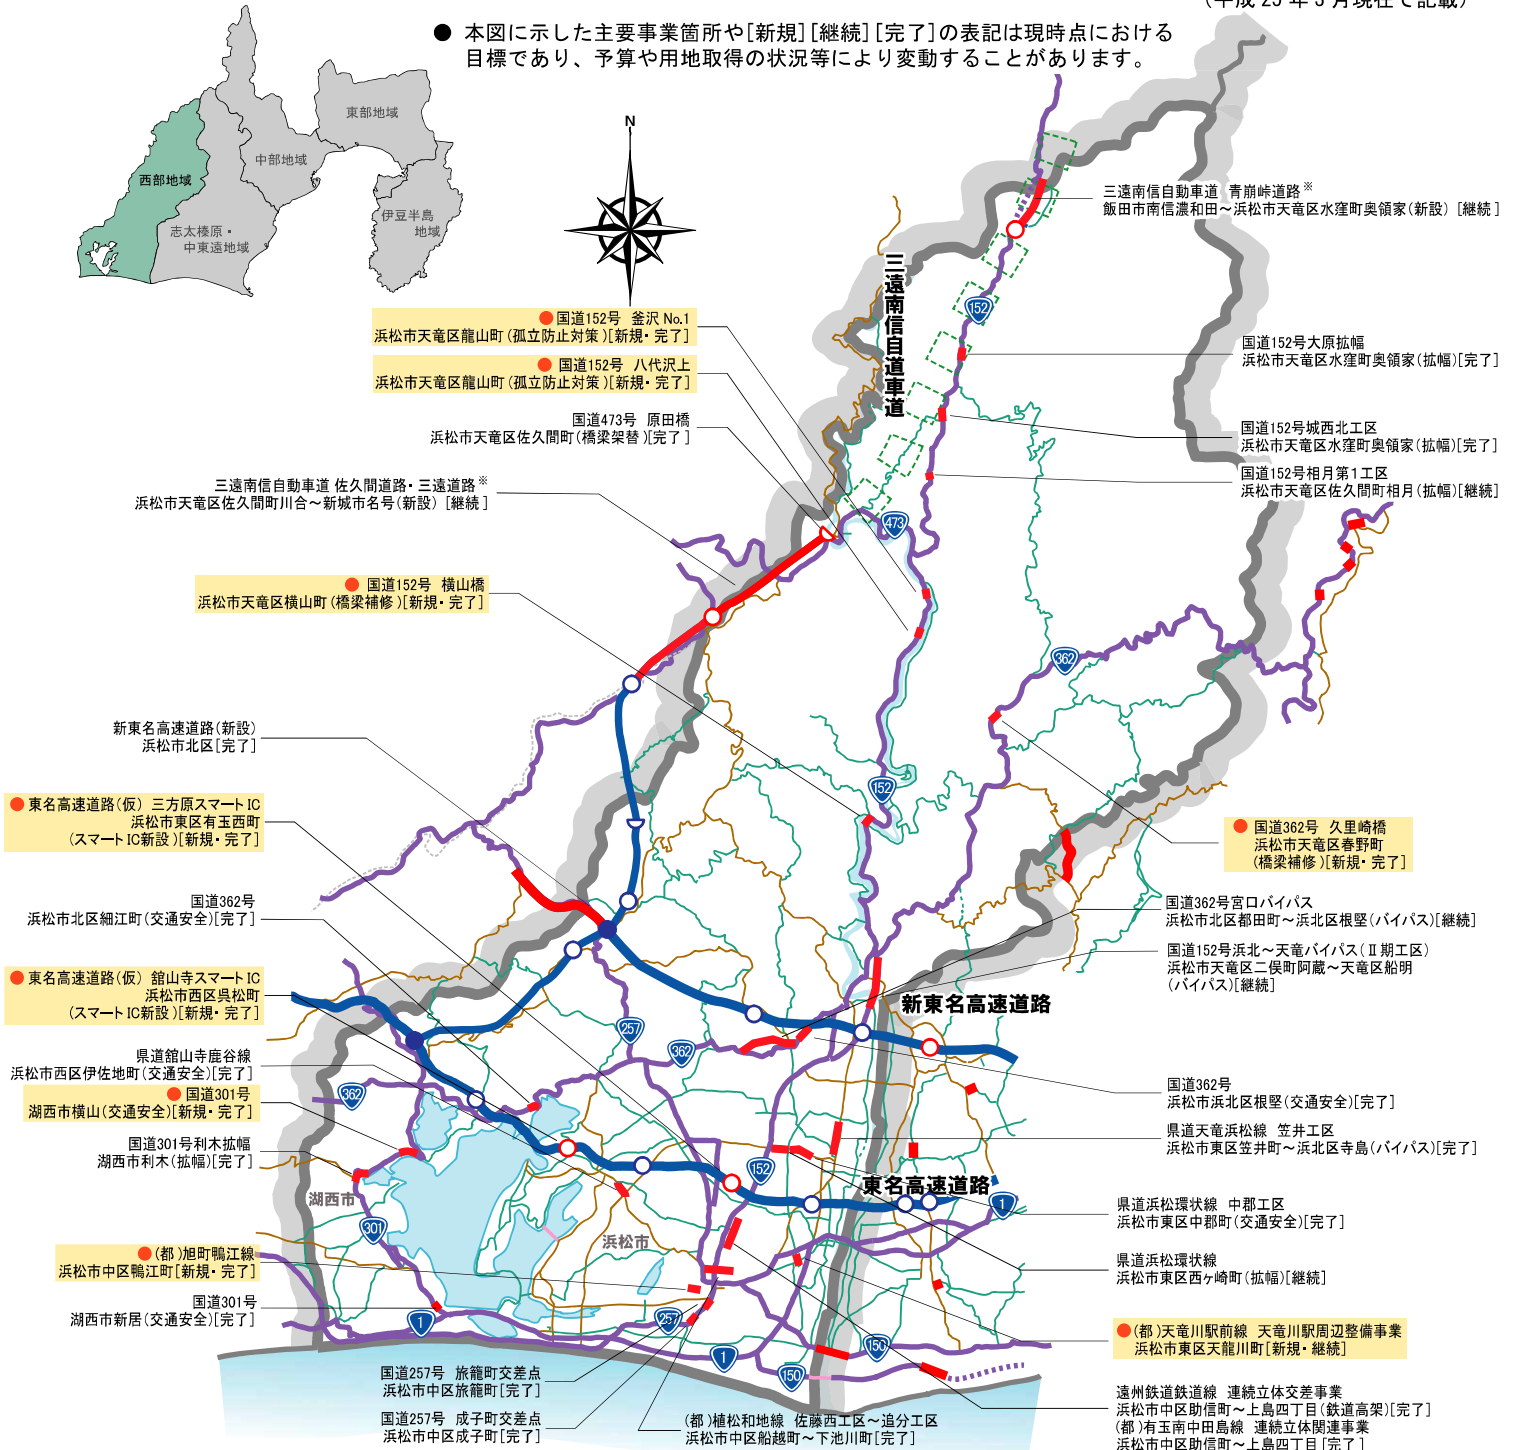 (平成25年3月現在で記載)
● 本図に示した主要事業箇所や[新規][継続][完了]の表記は現時点における
目標であり、予算や用地取得の状況等により変動することがあります。
東部地域
中部地域
西部地域
伊豆半島
地域
志太榛原・
中東遠地域
N
三遠南信自動車道 青崩峠道路※
飯田市南信濃和田～浜松市天竜区水窪町奥領家(新設) [継続]
三遠南信自道車道
152
●国道152号 釜沢 No.1
浜松市天竜区龍山町(孤立防止対策)[新規・完了]
● 国道152号 八代沢上
浜松市天竜区龍山町(孤立防止対策)[新規・完了]
国道473号 原田橋
浜松市天竜区佐久間町(橋梁架替)[完了]
国道152号大原拡幅
浜松市天竜区水窪町奥領家(拡幅)[完了]
国道152号城西北工区
浜松市天竜区水窪町奥領家(拡幅)[完了]
国道152号相月第1工区
浜松市天竜区佐久間町相月(拡幅)[継続]
三遠南信自動車道 佐久間道路・三遠道路※
浜松市天竜区佐久間町川合～新城市名号(新設) [継続]
473
● 国道152号 横山橋
浜松市天竜区横山町(橋梁補修)[新規・完了]
362
新東名高速道路(新設)
浜松市北区[完了]
152
● 東名高速道路(仮) 三方原スマートIC
浜松市東区有玉西町
(スマートIC新設)[新規・完了]
● 国道362号 久里崎橋
浜松市天竜区春野町
(橋梁補修)[新規・完了]
国道362号
浜松市北区細江町(交通安全)[完了]
国道362号宮口バイパス
浜松市北区都田町～浜北区根堅(バイパス)[継続]
国道152号浜北～天竜バイパス(Ⅱ期工区)
浜松市天竜区二俣町阿蔵～天竜区船明
(バイパス)[継続]
● 東名高速道路(仮) 舘山寺スマートIC
浜松市西区呉松町
(スマートIC新設)[新規・完了]
新東名高速道路
257
362
県道舘山寺鹿谷線
浜松市西区伊佐地町(交通安全)[完了]
● 国道301号
湖西市横山(交通安全)[新規・完了]
362
国道362号
浜松市浜北区根堅(交通安全)[完了]
国道301号利木拡幅
湖西市利木(拡幅)[完了]
県道天竜浜松線 笠井工区
浜松市東区笠井町～浜北区寺島(バイパス)[完了]
152
東名高速道路
湖西市
1
県道浜松環状線 中郡工区
浜松市東区中郡町(交通安全)[完了]
301
浜松市
●(都)旭町鴨江線
浜松市中区鴨江町[新規・完了]
県道浜松環状線
浜松市東区西ヶ崎町(拡幅)[継続]
国道301号
湖西市新居(交通安全)[完了]
1
257
●(都)天竜川駅前線 天竜川駅周辺整備事業
浜松市東区天龍川町[新規・継続]
150
1
150
国道257号 旅籠町交差点
浜松市中区旅籠町[完了]
遠州鉄道鉄道線 連続立体交差事業
浜松市中区助信町～上島四丁目(鉄道高架)[完了]
国道257号 成子町交差点
浜松市中区成子町[完了]
(都)植松和地線 佐藤西工区～追分工区
浜松市中区船越町～下池川町[完了]
(都)有玉南中田島線 連続立体関連事業
浜松市中区助信町～上島四丁目[完了]